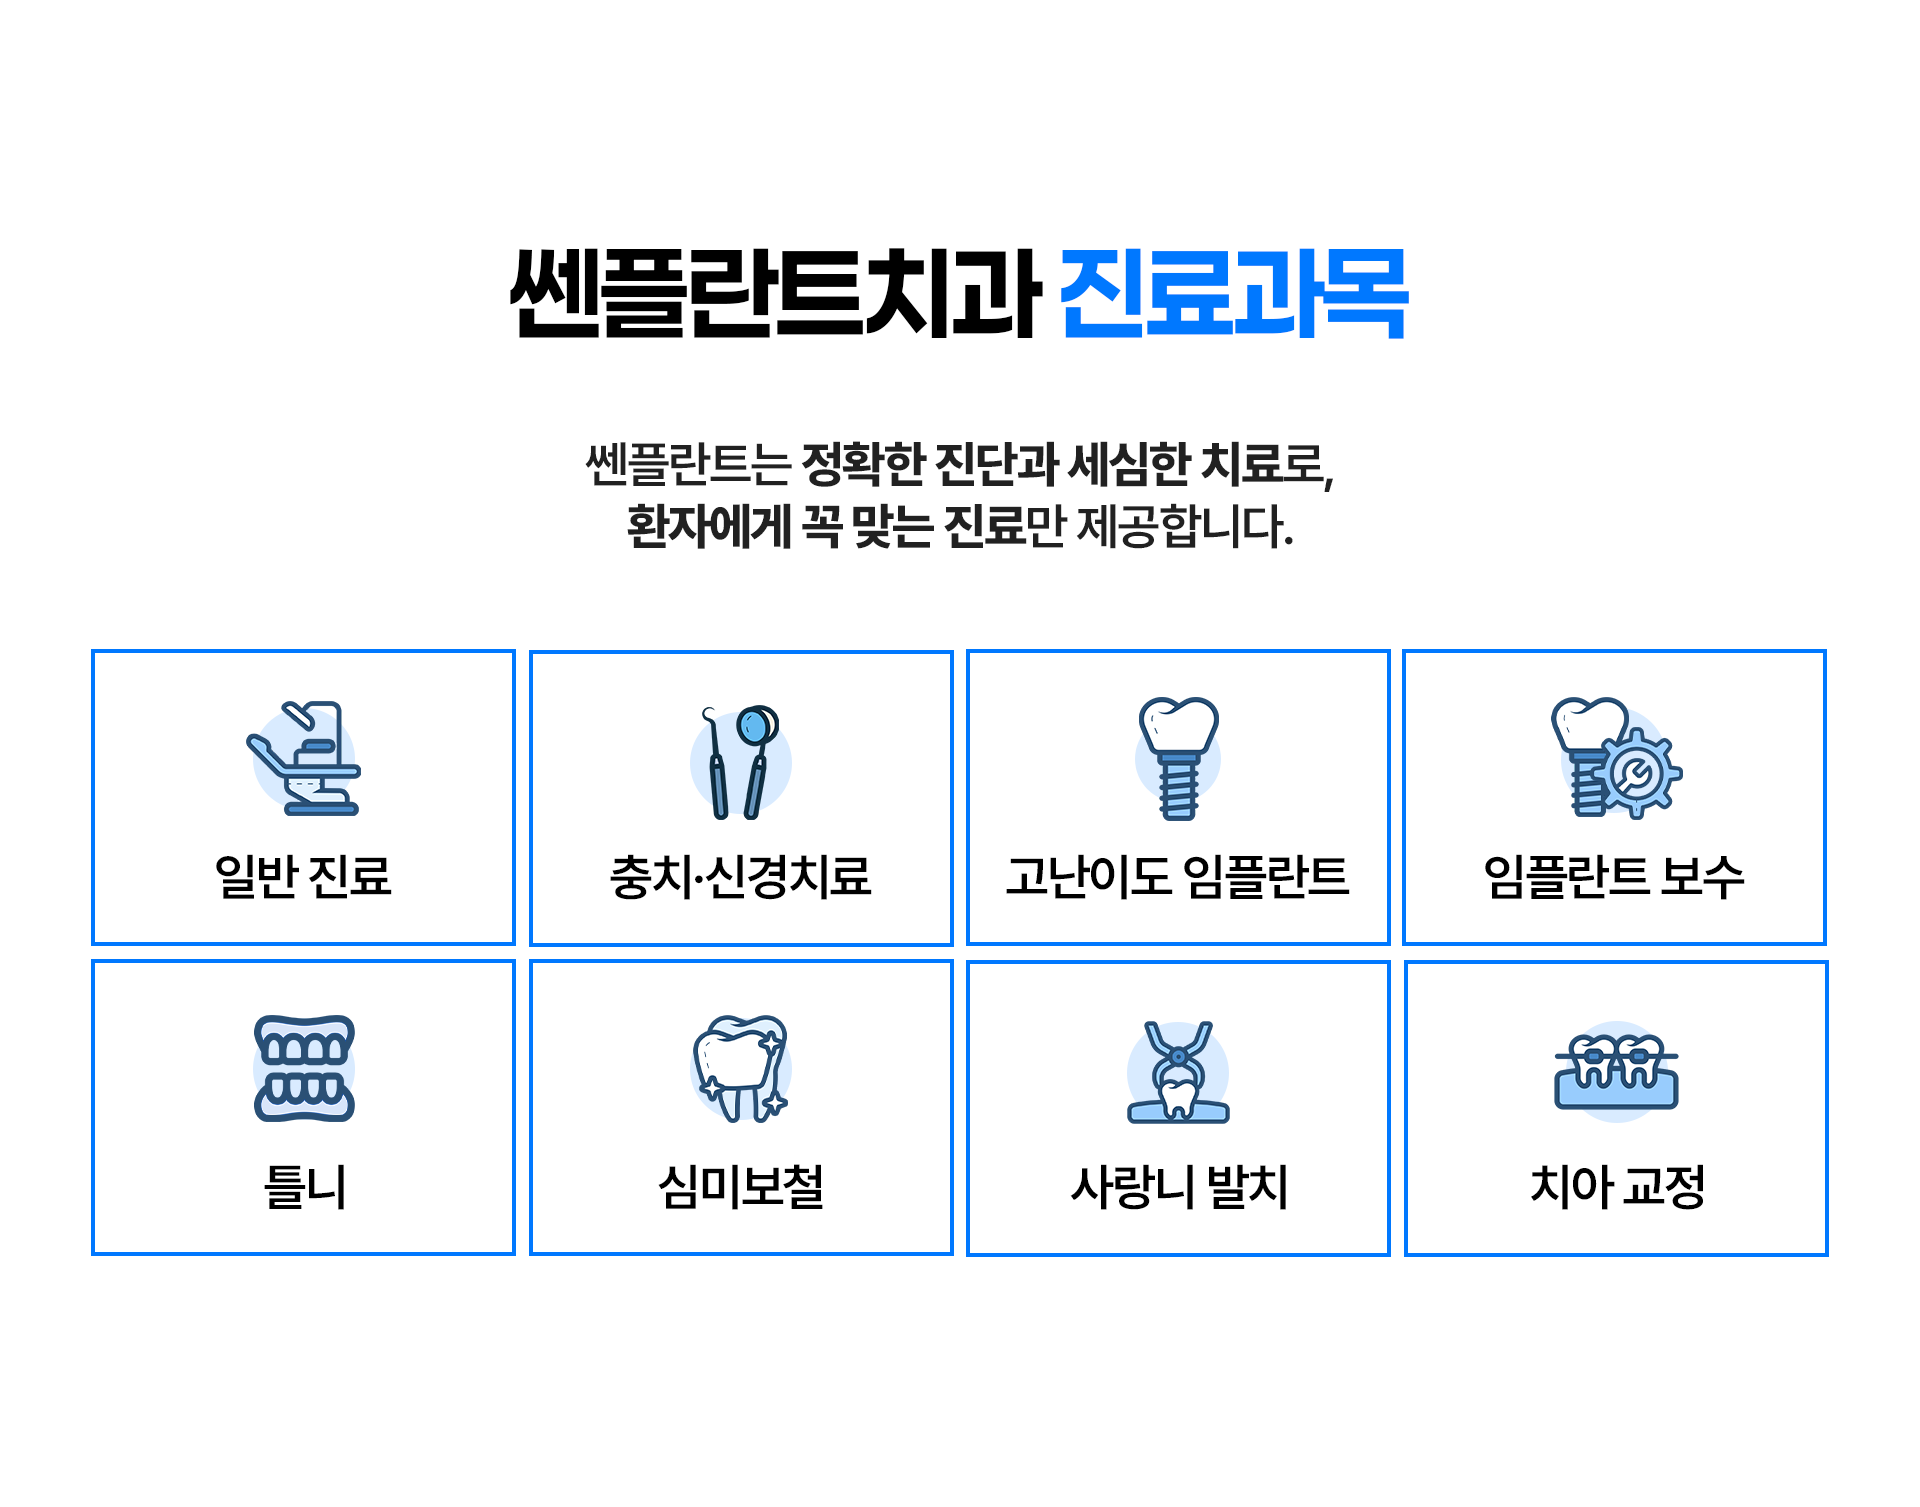 쎈플란트치과 진료과목
쎈플란트는 정확한 진단과 세심한 치료로,
환자에게 꼭 맞는 진료만 제공합니다.
일반 진료
충치·신경치료
고난이도 임플란트
임플란트 보수
틀니
심미보철
사랑니 발치
치아 교정